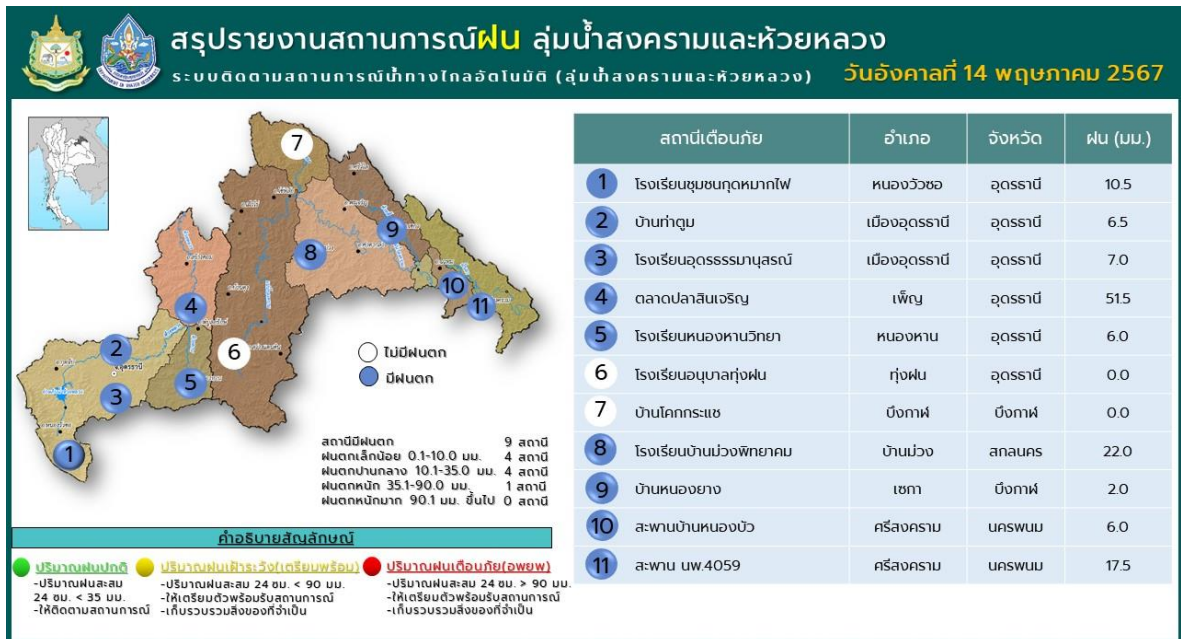 สรุปรายงานสถานการณ์ฝน ลุ่มน้ำสงครามและห้วยหลวง
ระบบติดตามสถานการณ์น้ำทางไกลอัตโนมัติ (ลุ่มน้ำสงครามและห้วยหลวง) วันอังคารที่ 14 พฤษภาคม 2567
7
9
8
10
11
4
2
6
5
3
1
อ.อุดรธานี
ไม่มีฝนตก
มีฝนตก
สถานีมีฝนตก 9 สถานี
ฝนตกเล็กน้อย 0.1-10.0 มม. 4 สถานี
ฝนตกปานกลาง 10.1-35.0 มม. 4 สถานี
ฝนตกหนัก 35.1-90.0 มม. 1 สถานี
ฝนตกหนักมาก 90.1 มม. ขึ้นไป 0 สถานี
คำอธิบายสัญลักษณ์
ปริมาณฝนปกติ
-ปริมาณฝนสะสม
24 ชม. < 35 มม.
-ให้ติดตามสถานการณ์
ปริมาณฝนเฝ้าระวัง(เตรียมพร้อม)
-ปริมาณฝนสะสม 24 ชม. < 90 มม.
-ให้เตรียมตัวพร้อมรับสถานการณ์
-เก็บรวบรวมสิ่งของที่จำเป็น
ปริมาณฝนเตือนภัย(อพยพ)
-ปริมาณฝนสะสม 24 ชม. > 90 มม.
-ให้เตรียมตัวพร้อมรับสถานการณ์
-เก็บรวบรวมสิ่งของที่จำเป็น
สถานีเตือนภัย อำเภอ จังหวัด ฝน (มม.)
1 โรงเรียนชุมชนกุดหมากไฟ หนองวัวซอ อุดรธานี 10.5
2 บ้านท่าตูม เมืองอุดรธานี อุดรธานี 6.5
3 โรงเรียนอุดรธรรมานุสรณ์ เมืองอุดรธานี อุดรธานี 7.0
4 ตลาดปลาสินเจริญ เพ็ญ อุดรธานี 51.5
5 โรงเรียนหนองหานวิทยา หนองหาน อุดรธานี 6.0
6 โรงเรียนอนุบาลทุ่งฝน ทุ่งฝน อุดรธานี 0.0
7 บ้านโคกกระแซ บึงกาฬ บึงกาฬ 0.0
8 โรงเรียนบ้านม่วงพิทยาคม บ้านม่วง สกลนคร 22.0
9 บ้านหนองยาง เซกา บึงกาฬ 2.0
10 สะพานบ้านหนองบัว ศรีสงคราม นครพนม 6.0
11 สะพาน นพ.4059 ศรีสงคราม นครพนม 17.5